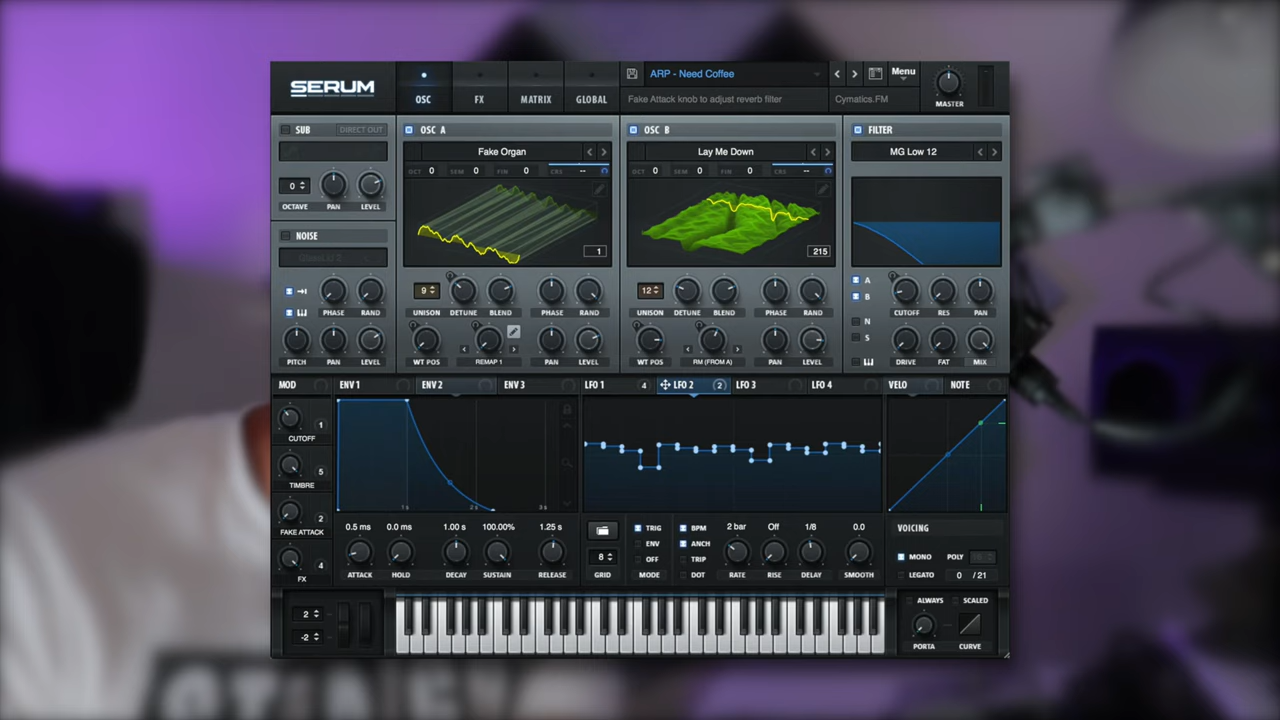 SERUM
OSC
FX
MATRIX
GLOBAL
ARP - Need Coffee
Fake Attack knob to adjust reverb filter
Cymatics.FM
Menu
MASTER
SUB
DIRECT OUT
0
OCTAVE
PAN
LEVEL
NOISE
PHASE
RAND
PITCH
PAN
LEVEL
OSC A
Fake Organ
OCT 0 SEM 0 FIN 0 CRS --
1
9
UNISON
DETUNE
BLEND
PHASE
RAND
WT POS
REMAP 1
PAN
LEVEL
OSC B
Lay Me Down
OCT 0 SEM 0 FIN 0 CRS --
215
12
UNISON
DETUNE
BLEND
PHASE
RAND
WT POS
RM (FROM A)
PAN
LEVEL
FILTER
MG Low 12
A
B
N
S
CUTOFF
RES
PAN
DRIVE
FAT
MIX
MOD
ENV 1
ENV 2
ENV 3
LFO 1
4
LFO 2
2
LFO 3
LFO 4
VELO
NOTE
1
CUTOFF
5
TIMBRE
2
FAKE ATTACK
4
FX
1s
2s
3s
0.5 ms
0.0 ms
1.00 s
100.00%
1.25 s
ATTACK
HOLD
DECAY
SUSTAIN
RELEASE
8
GRID
TRIG
ENV
OFF
MODE
BPM
ANCH
TRIP
DOT
2 bar
Off
1/8
0.0
RATE
RISE
DELAY
SMOOTH
VOICING
MONO
POLY
LEGATO
0 / 21
2
-2
ALWAYS
SCALED
PORTA
CURVE